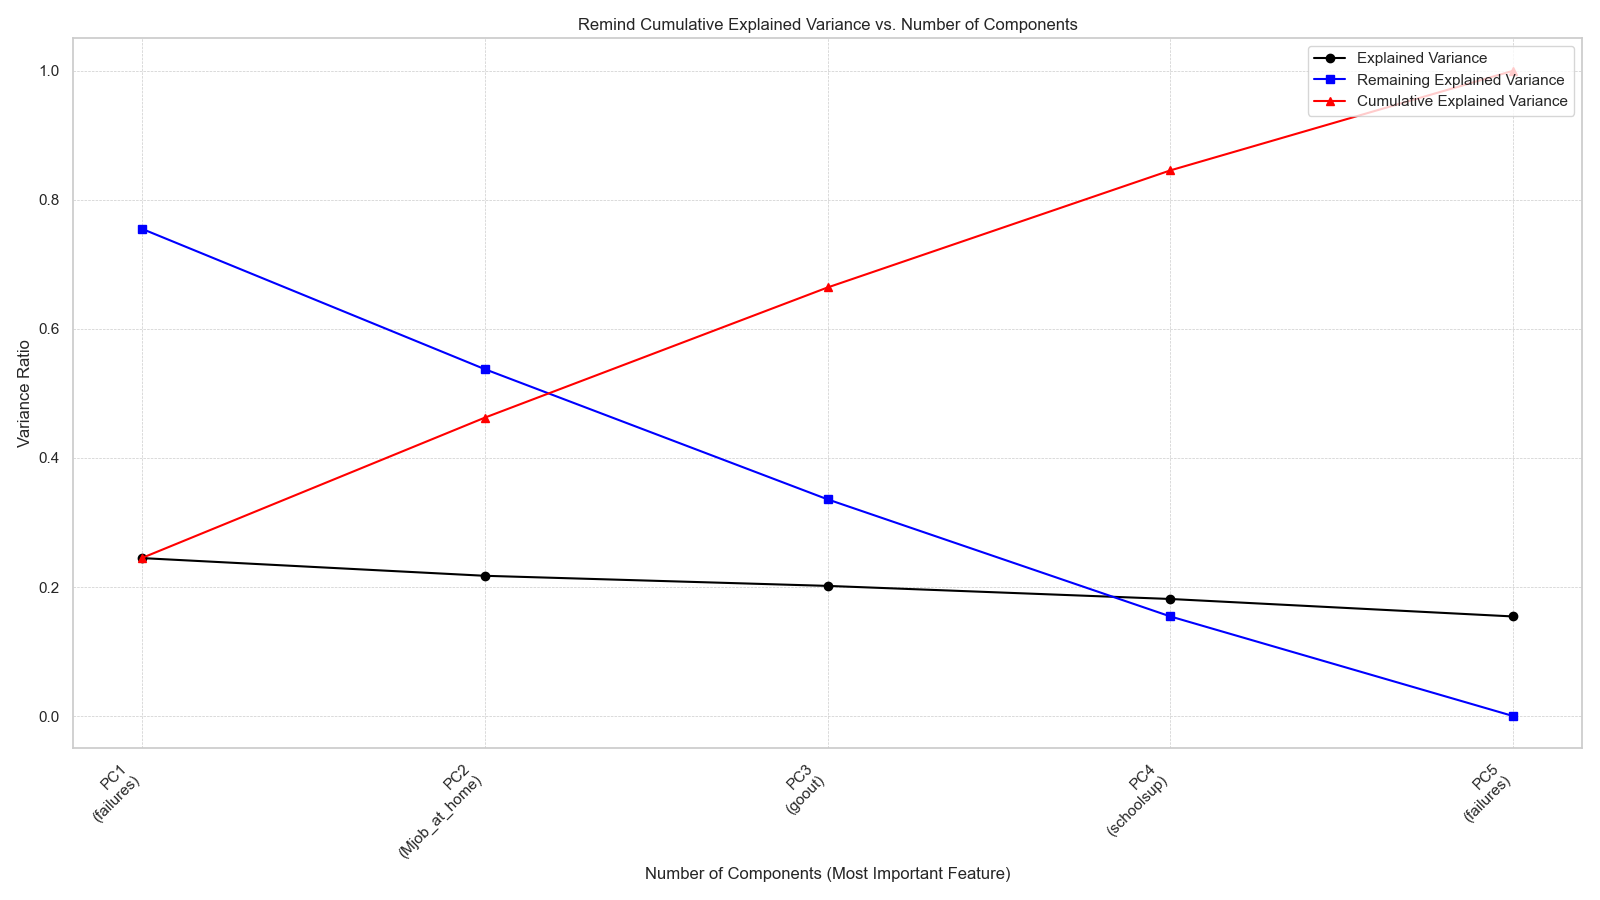 Remind Cumulative Explained Variance vs. Number of Components
Explained Variance
Remaining Explained Variance
Cumulative Explained Variance
Variance Ratio
1.0
0.8
0.6
0.4
0.2
0.0
PC1
(failures)
PC2
(Mjob_at_home)
PC3
(goout)
PC4
(schoolsup)
PC5
(failures)
Number of Components (Most Important Feature)